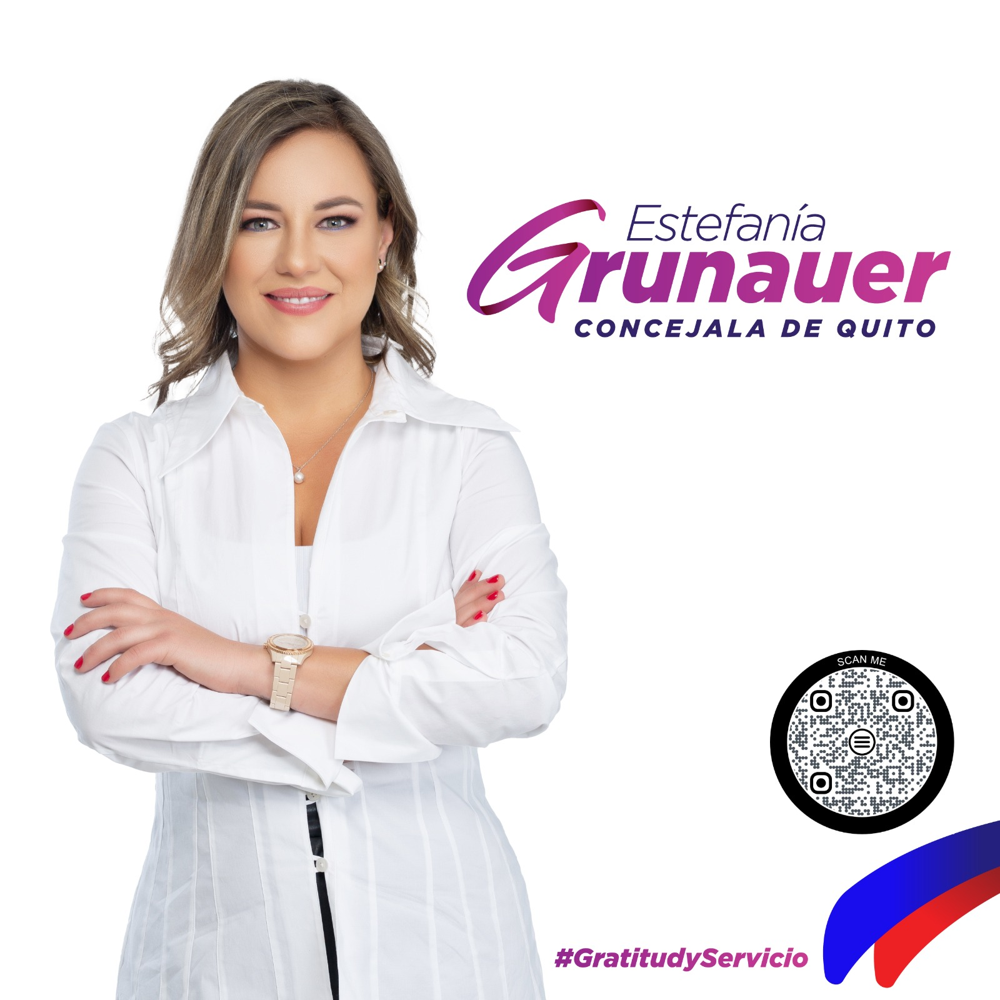 Estefanía
Grunauer
CONCEJALA DE QUITO
SCAN ME
#GratitudyServicio